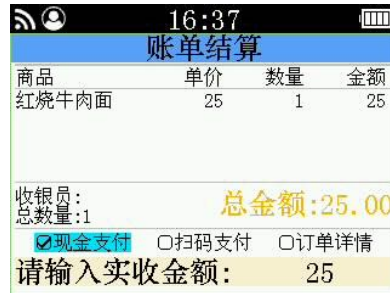 16:37
账单结算
商品 单价 数量 金额
红烧牛肉面 25 1 25
收银员:
总数量:1
总金额:25.00
现金支付 扫码支付 订单详情
请输入实收金额: 25